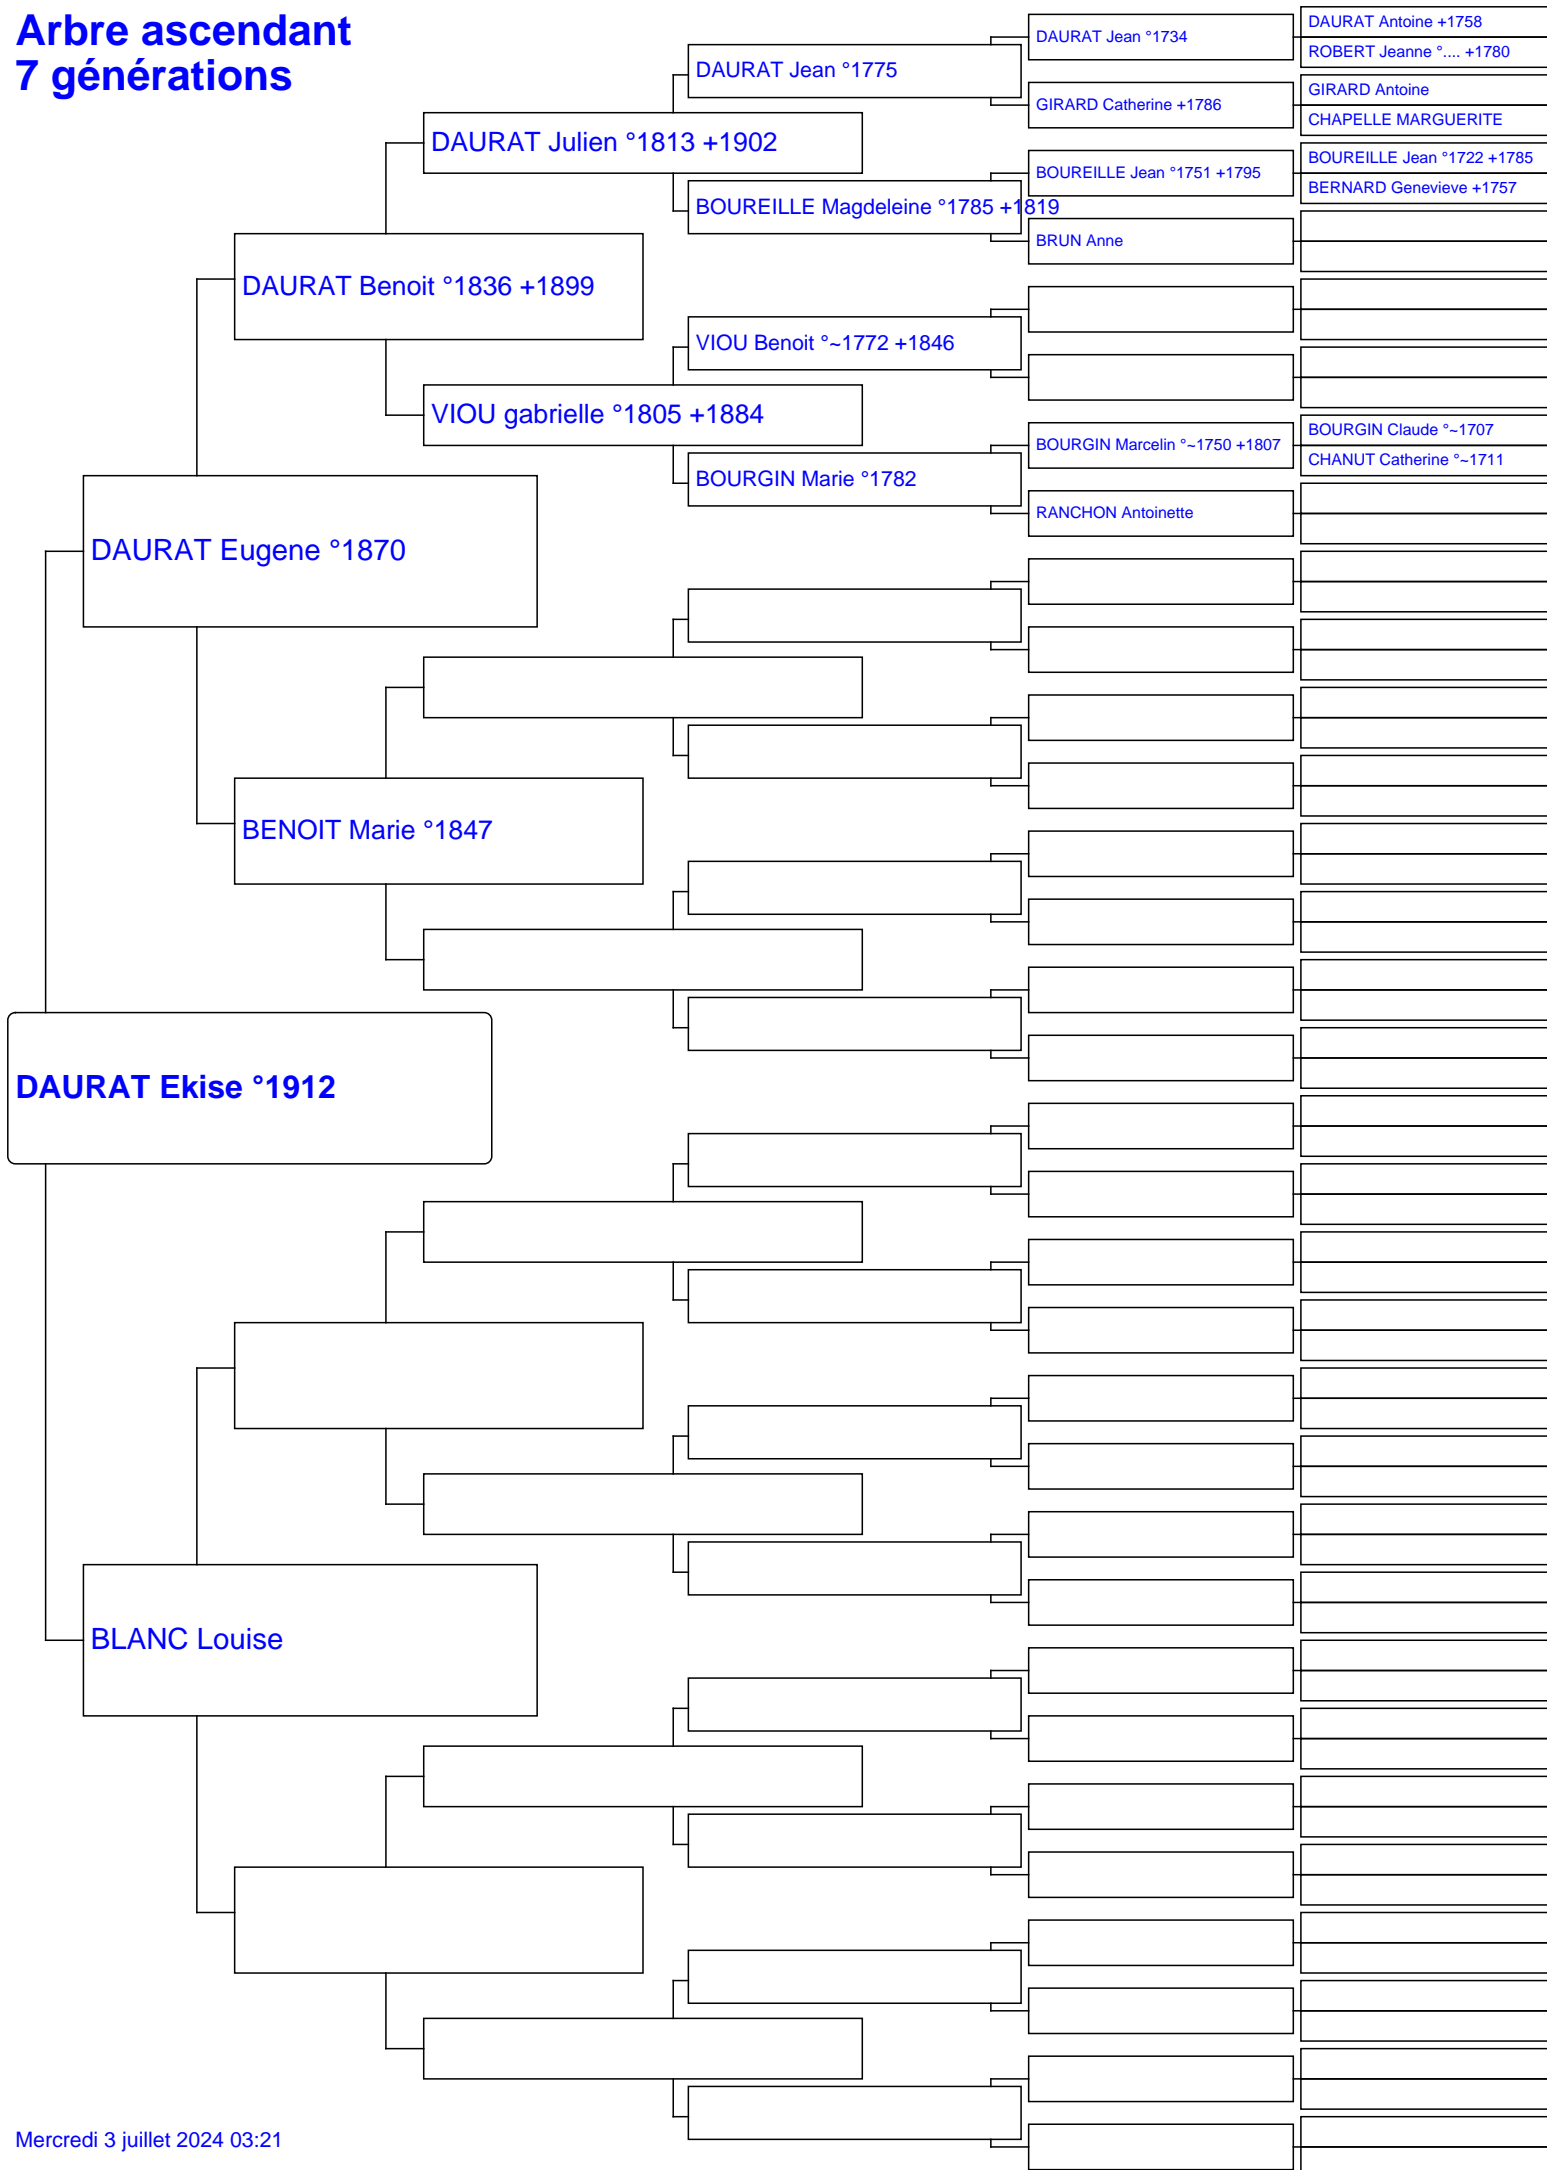 Arbre ascendant
7 générations
DAURAT Antoine +1758
DAURAT Jean °1734
ROBERT Jeanne °.... +1780
DAURAT Jean °1775
GIRARD Antoine
GIRARD Catherine +1786
CHAPELLE MARGUERITE
DAURAT Julien °1813 +1902
BOUREILLE Jean °1722 +1785
BOUREILLE Jean °1751 +1795
BERNARD Genevieve +1757
BOUREILLE Magdeleine °1785 +1819
BRUN Anne
DAURAT Benoit °1836 +1899
VIOU Benoit °~1772 +1846
VIOU gabrielle °1805 +1884
BOURGIN Claude °~1707
BOURGIN Marcelin °~1750 +1807
CHANUT Catherine °~1711
BOURGIN Marie °1782
RANCHON Antoinette
DAURAT Eugene °1870
BENOIT Marie °1847
DAURAT Ekise °1912
BLANC Louise
Mercredi 3 juillet 2024 03:21